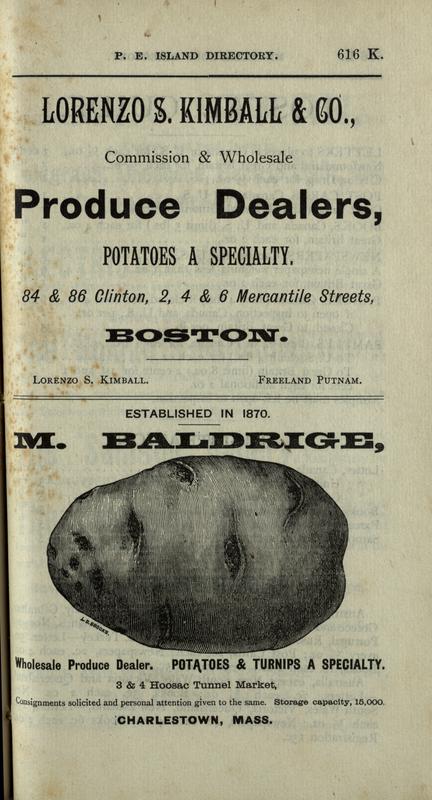 P. E. ISLAND DIRECTORY. 616 K.
LORENZO S. KIMBALL & CO.,
Commission & Wholesale
Produce Dealers,
POTATOES A SPECIALTY.
84 & 86 Clinton, 2, 4 & 6 Mercantile Streets,
BOSTON.
LORENZO S. KIMBALL. FREELAND PUTNAM.
ESTABLISHED IN 1870.
M. BALDRIGE,
Wholesale Produce Dealer. POTATOES & TURNIPS A SPECIALTY.
3 & 4 Hoosac Tunnel Market,
Consignments solicited and personal attention given to the same. Storage capacity, 15,000.
CHARLESTOWN, MASS.